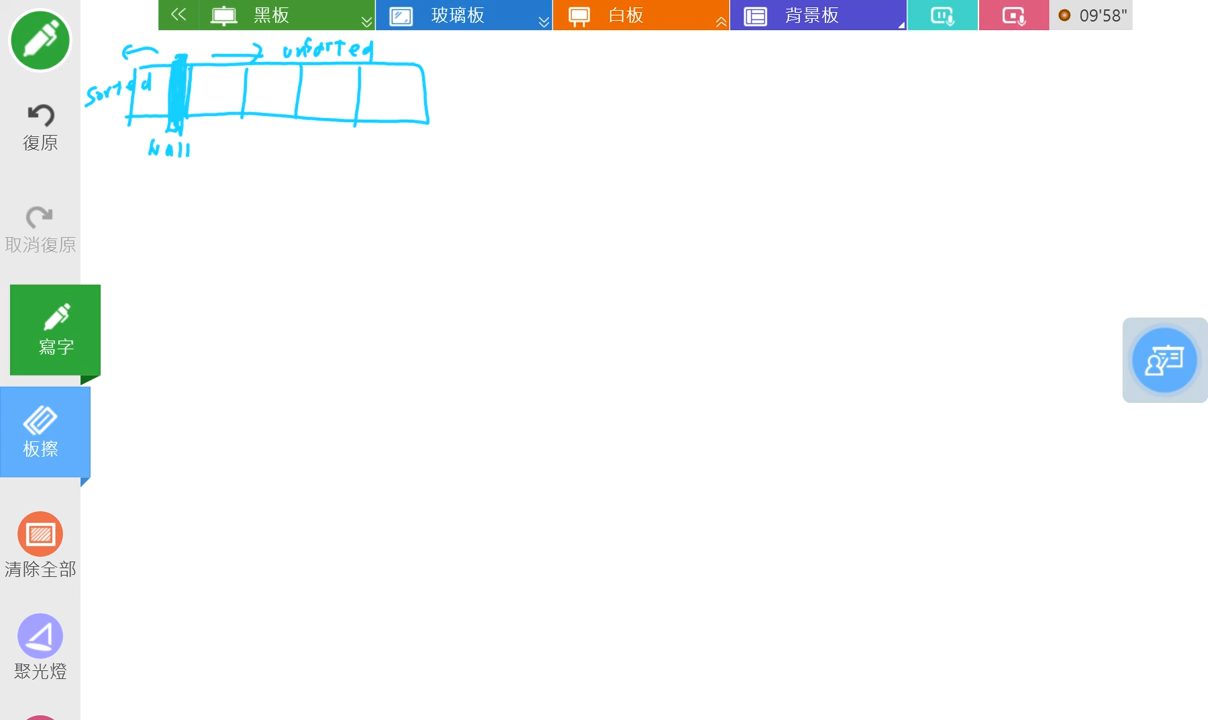 黑板
玻璃板
白板
背景板
09'58"
unsorted
sorted
Wall
復原
取消復原
寫字
板擦
清除全部
聚光燈